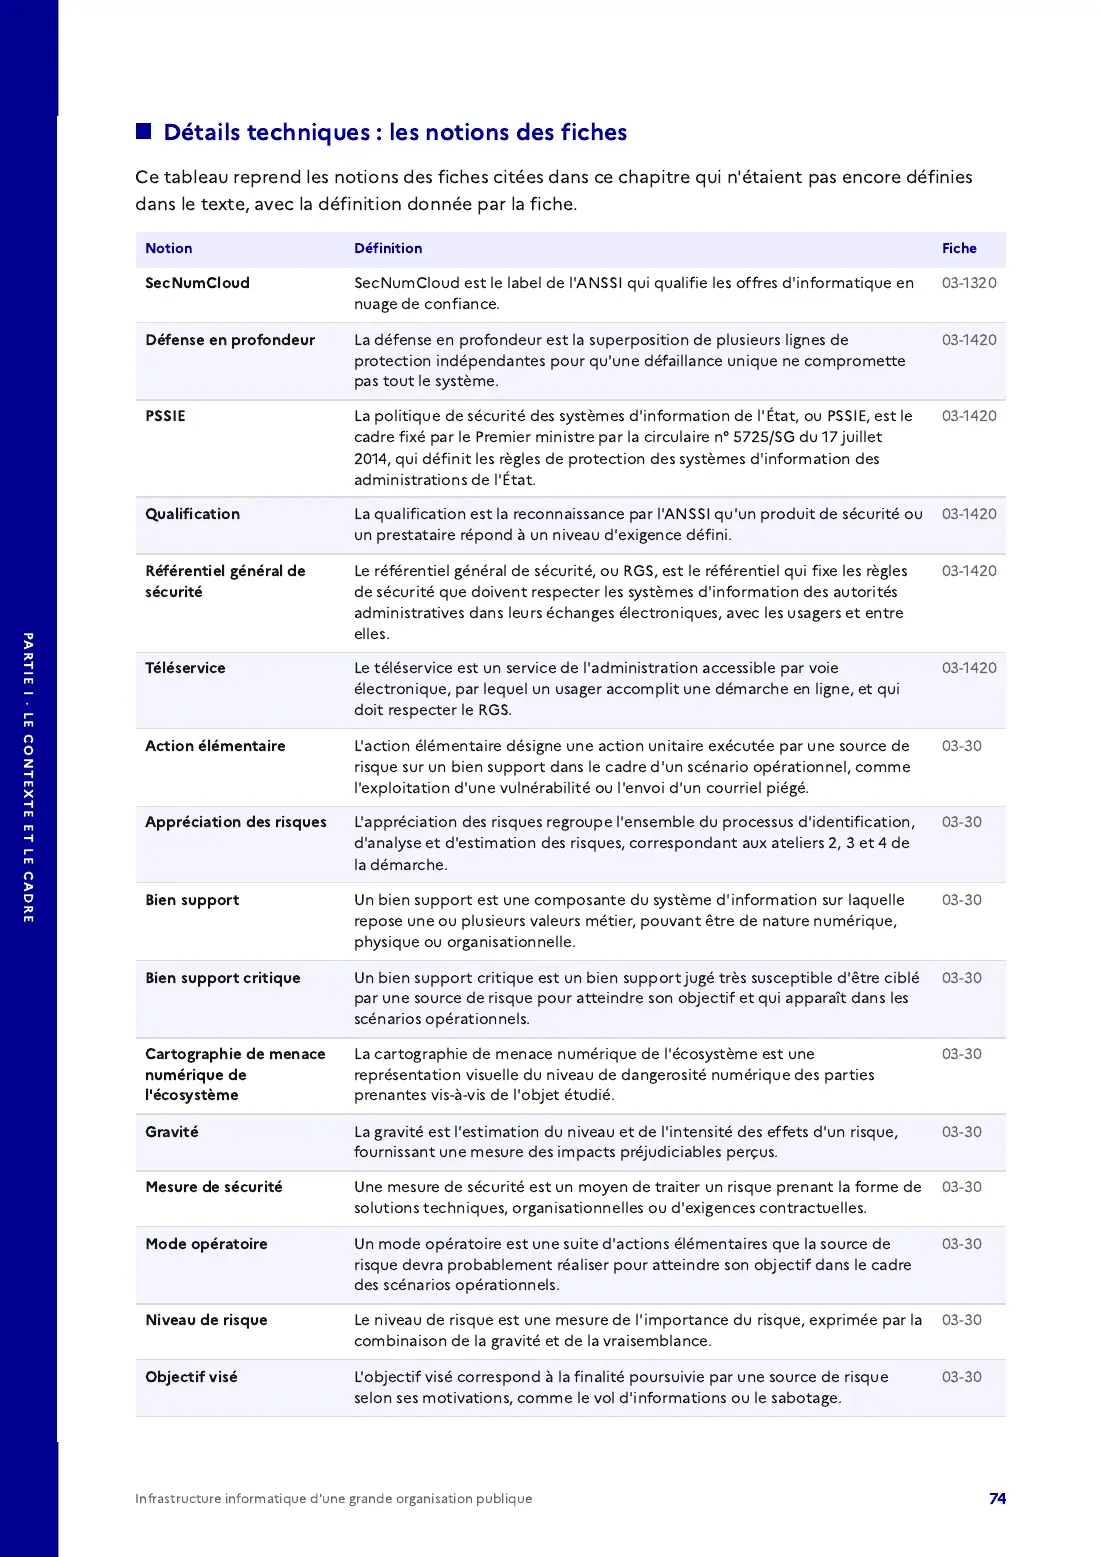 Détails techniques : les notions des fiches
Ce tableau reprend les notions des fiches citées dans ce chapitre qui n'étaient pas encore définies
dans le texte, avec la définition donnée par la fiche.
Notion Définition Fiche
SecNumCloud SecNumCloud est le label de l'ANSSI qui qualifie les offres d'informatique en 03-1320
nuage de confiance.
Défense en profondeur La défense en profondeur est la superposition de plusieurs lignes de 03-1420
protection indépendantes pour qu'une défaillance unique ne compromette
pas tout le système.
PSSIE La politique de sécurité des systèmes d'information de l'État, ou PSSIE, est le 03-1420
cadre fixé par le Premier ministre par la circulaire n° 5725/SG du 17 juillet
2014, qui définit les règles de protection des systèmes d'information des
administrations de l'État.
Qualification La qualification est la reconnaissance par l'ANSSI qu'un produit de sécurité ou 03-1420
un prestataire répond à un niveau d'exigence défini.
Référentiel général de Le référentiel général de sécurité, ou RGS, est le référentiel qui fixe les règles 03-1420
sécurité de sécurité que doivent respecter les systèmes d'information des autorités
administratives dans leurs échanges électroniques, avec les usagers et entre
elles.
Téléservice Le téléservice est un service de l'administration accessible par voie 03-1420
électronique, par lequel un usager accomplit une démarche en ligne, et qui
doit respecter le RGS.
Action élémentaire L'action élémentaire désigne une action unitaire exécutée par une source de 03-30
risque sur un bien support dans le cadre d'un scénario opérationnel, comme
l'exploitation d'une vulnérabilité ou l'envoi d'un courriel piégé.
Appréciation des risques L'appréciation des risques regroupe l'ensemble du processus d'identification, 03-30
d'analyse et d'estimation des risques, correspondant aux ateliers 2, 3 et 4 de
la démarche.
Bien support Un bien support est une composante du système d'information sur laquelle 03-30
repose une ou plusieurs valeurs métier, pouvant être de nature numérique,
physique ou organisationnelle.
Bien support critique Un bien support critique est un bien support jugé très susceptible d'être ciblé 03-30
par une source de risque pour atteindre son objectif et qui apparaît dans les
scénarios opérationnels.
Cartographie de menace La cartographie de menace numérique de l'écosystème est une 03-30
numérique de représentation visuelle du niveau de dangerosité numérique des parties
l'écosystème prenantes vis-à-vis de l'objet étudié.
Gravité La gravité est l'estimation du niveau et de l'intensité des effets d'un risque, 03-30
fournissant une mesure des impacts préjudiciables perçus.
Mesure de sécurité Une mesure de sécurité est un moyen de traiter un risque prenant la forme de 03-30
solutions techniques, organisationnelles ou d'exigences contractuelles.
Mode opératoire Un mode opératoire est une suite d'actions élémentaires que la source de 03-30
risque devra probablement réaliser pour atteindre son objectif dans le cadre
des scénarios opérationnels.
Niveau de risque Le niveau de risque est une mesure de l'importance du risque, exprimée par la 03-30
combinaison de la gravité et de la vraisemblance.
Objectif visé L'objectif visé correspond à la finalité poursuivie par une source de risque 03-30
selon ses motivations, comme le vol d'informations ou le sabotage.
PARTIE I · LE CONTEXTE ET LE CADRE
Infrastructure informatique d'une grande organisation publique 74